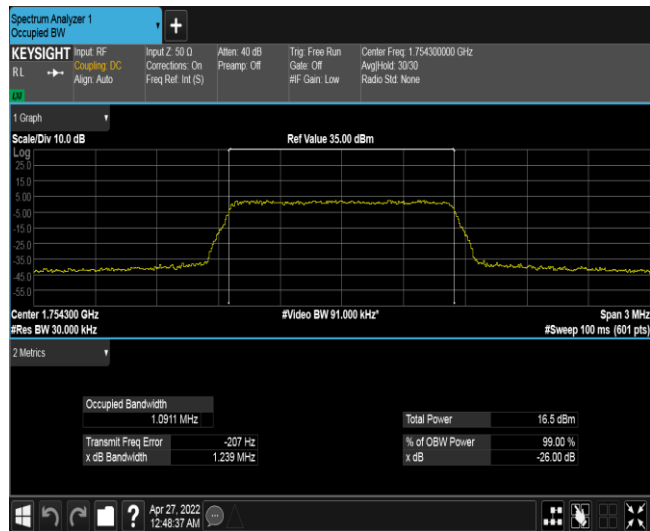 Spectrum Analyzer 1
Occupied BW
+
KEYSIGHT
RL
Input: RF
Coupling: DC
Align: Auto
Input Z: 50 Ω
Corrections: On
Freq Ref: Int (S)
Atten: 40 dB
Preamp: Off
Trig: Free Run
Gate: Off
#IF Gain: Low
Center Freq: 1.754300000 GHz
Avg|Hold: 30/30
Radio Std: None
1 Graph
Scale/Div 10.0 dB
Ref Value 35.00 dBm
Log
25.0
15.0
5.00
-5.00
-15.0
-25.0
-35.0
-45.0
-55.0
Center 1.754300 GHz
#Video BW 91.000 kHz*
Span 3 MHz
#Res BW 30.000 kHz
#Sweep 100 ms (601 pts)
2 Metrics
Occupied Bandwidth
1.0911 MHz
Total Power 16.5 dBm
Transmit Freq Error -207 Hz
% of OBW Power 99.00 %
x dB Bandwidth 1.239 MHz
x dB -26.00 dB
?
Apr 27, 2022
12:48:37 AM